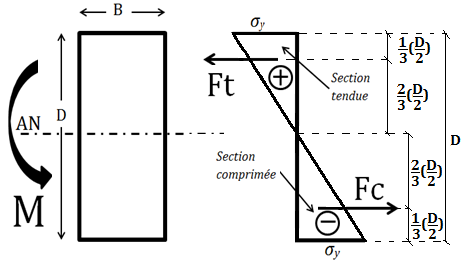 B
D
AN
M
σy
Ft
+
Section
tendue
Section
comprimée
Fc
−
σy
1/3(D/2)
2/3(D/2)
D
2/3(D/2)
1/3(D/2)